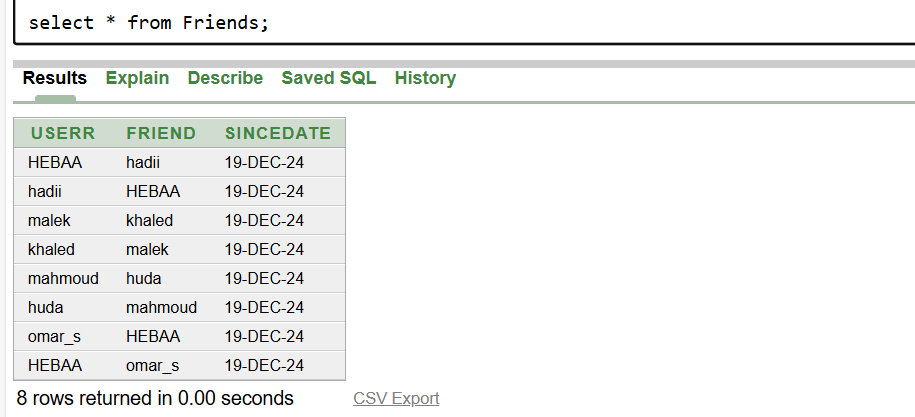 select * from Friends;
Results Explain Describe Saved SQL History
USERR FRIEND SINCEDATE
HEBAA hadii 19-DEC-24
hadii HEBAA 19-DEC-24
malek khaled 19-DEC-24
khaled malek 19-DEC-24
mahmoud huda 19-DEC-24
huda mahmoud 19-DEC-24
omar_s HEBAA 19-DEC-24
HEBAA omar_s 19-DEC-24
8 rows returned in 0.00 seconds CSV Export